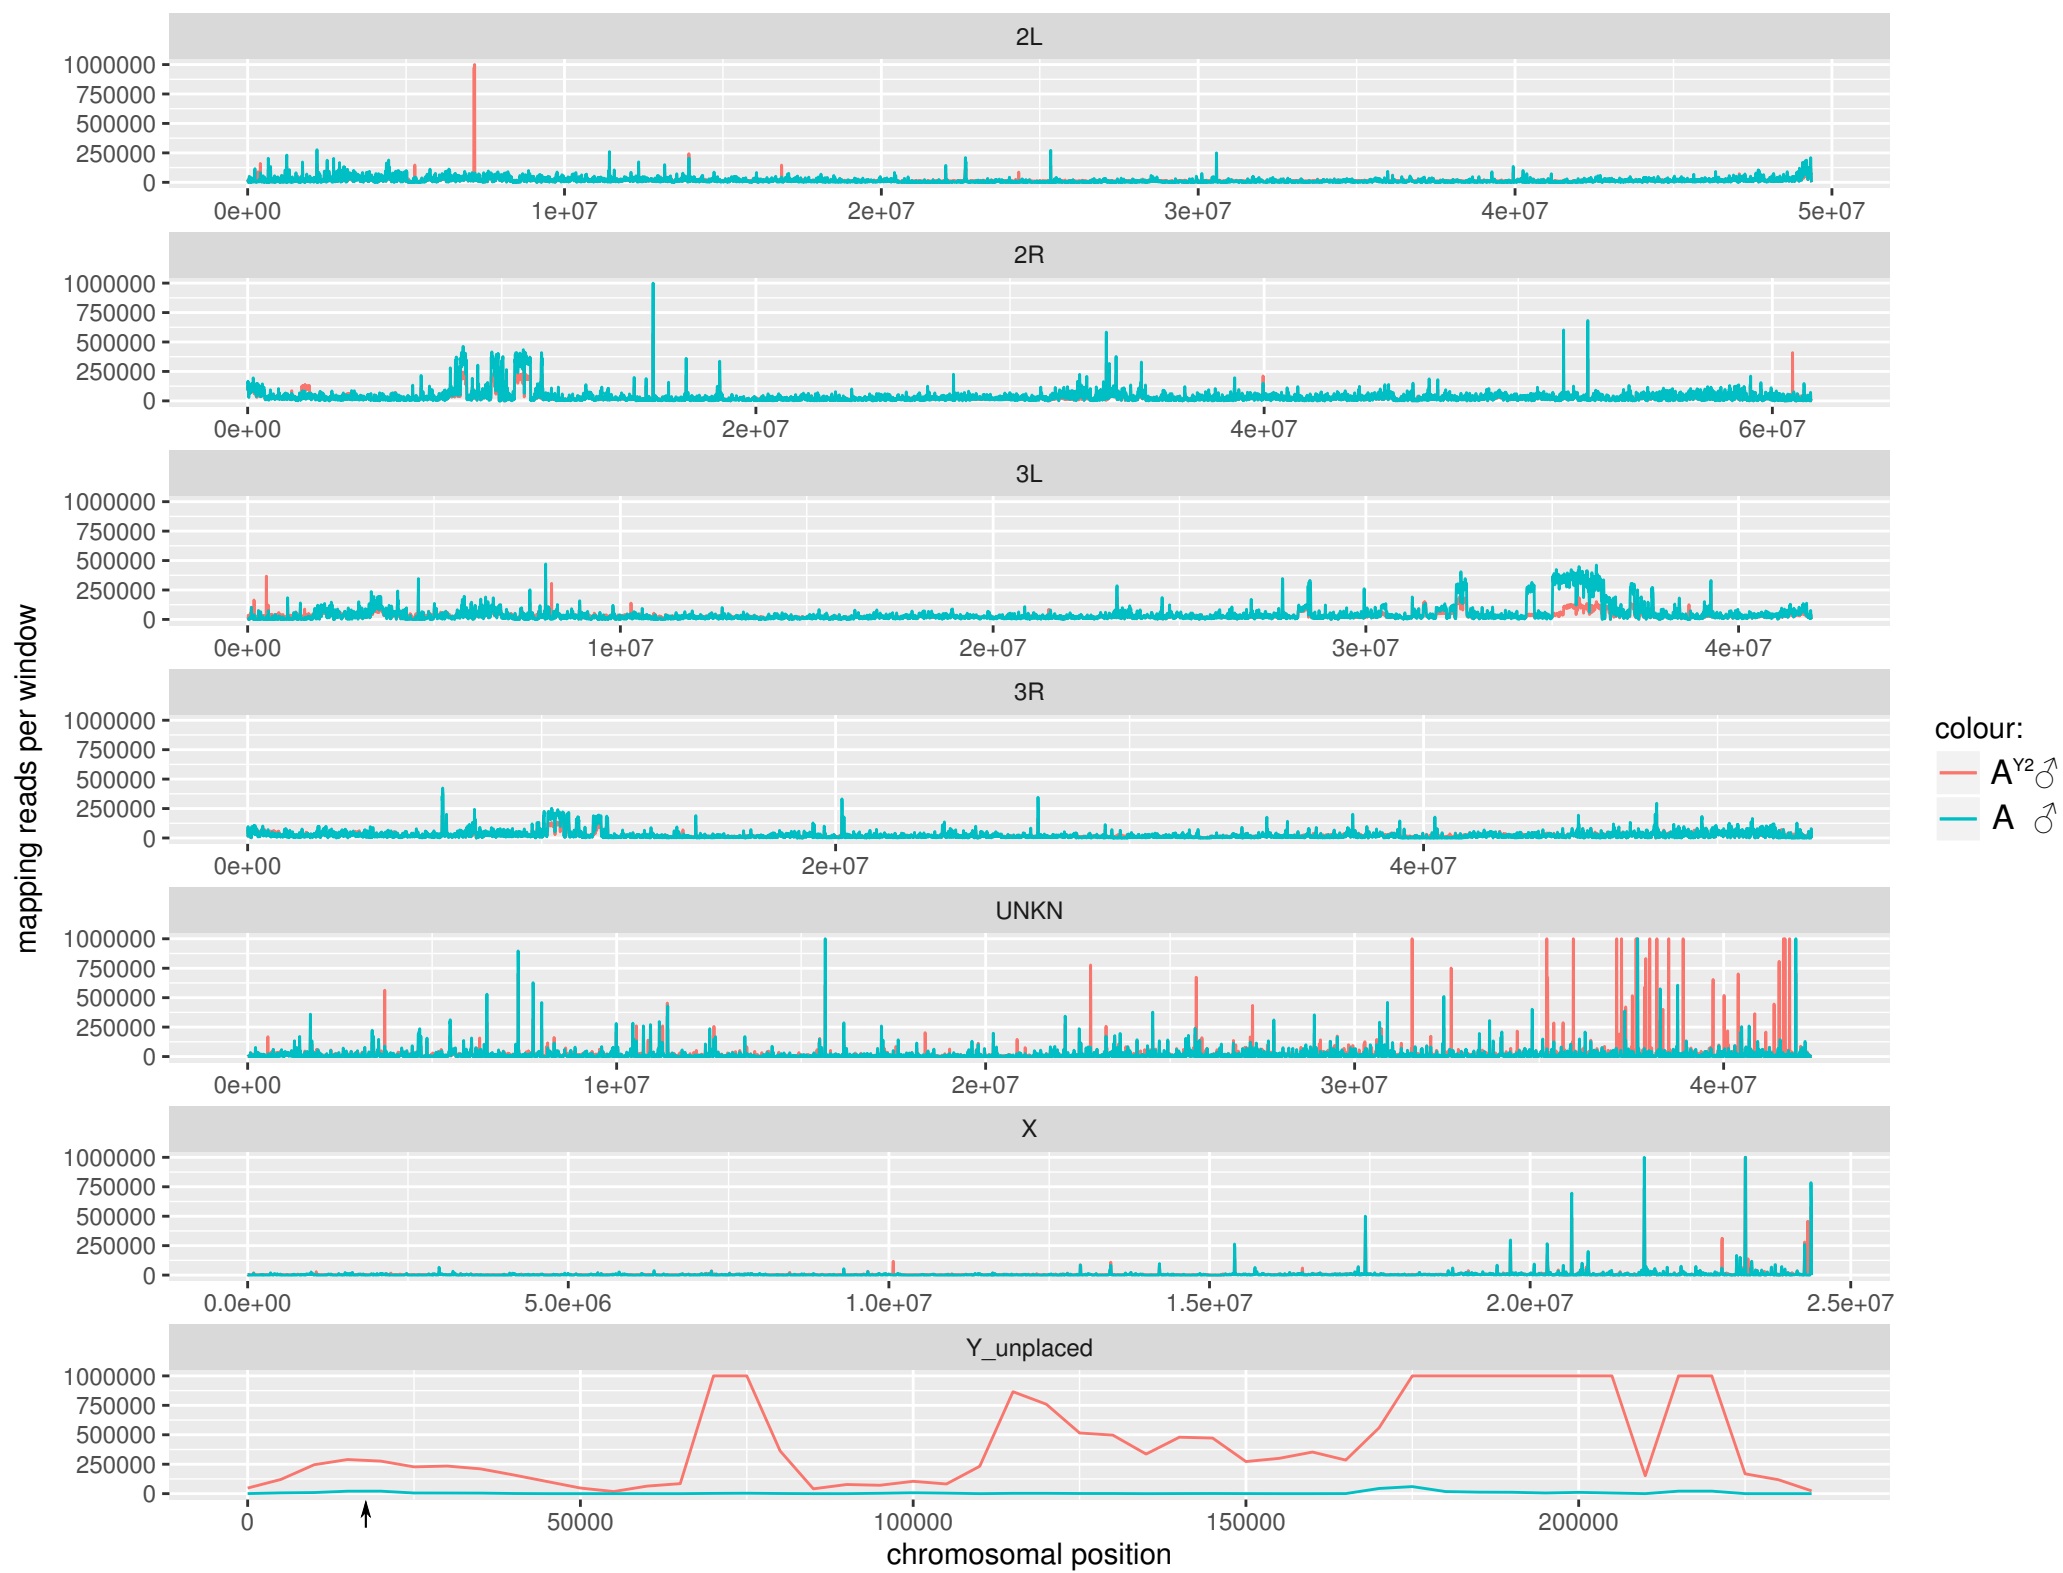 2L
1000000
750000
500000
250000
0
0e+00 1e+07 2e+07 3e+07 4e+07 5e+07
2R
1000000
750000
500000
250000
0
0e+00 2e+07 4e+07 6e+07
3L
1000000
750000
500000
250000
0
0e+00 1e+07 2e+07 3e+07 4e+07
3R
1000000
750000
500000
250000
0
0e+00 2e+07 4e+07
UNKN
1000000
750000
500000
250000
0
0e+00 1e+07 2e+07 3e+07 4e+07
X
1000000
750000
500000
250000
0
0.0e+00 5.0e+06 1.0e+07 1.5e+07 2.0e+07 2.5e+07
Y_unplaced
1000000
750000
500000
250000
0
0 50000 100000 150000 200000
chromosomal position
mapping reads per window
colour:
A^Y2 ♂
A ♂